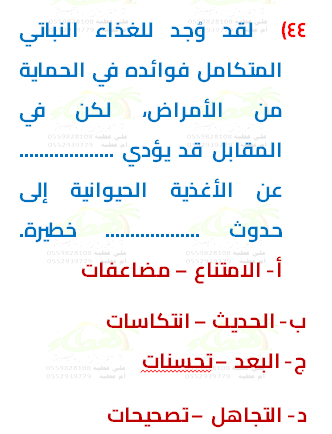 ٤٤) لقد وُجد للغذاء النباتي
المتكامل فوائده في الحماية
من الأمراض، لكن في
المقابل قد يؤدي ...................
عن الأغذية الحيوانية إلى
حدوث ................... خطيرة.
أ- الامتناع – مضاعفات
ب- الحديث – انتكاسات
ج- البعد – تحسنات
د- التجاهل – تصحيحات